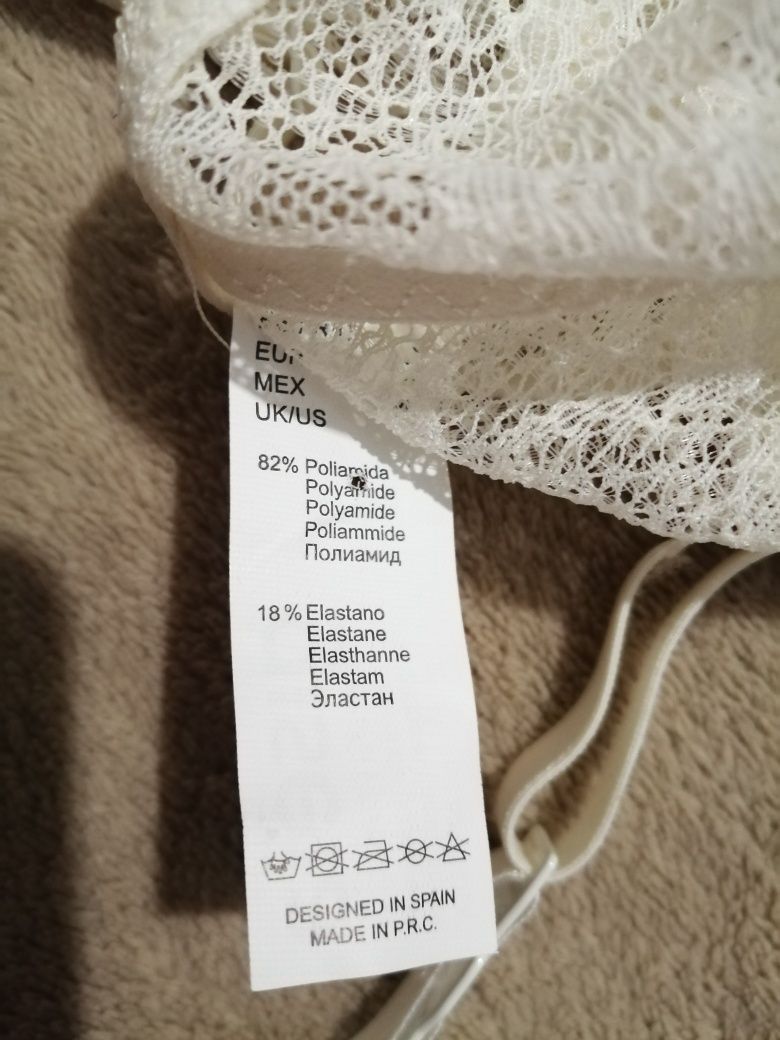 MEX
UK/US
82% Poliamida
Polyamide
Polyamide
Poliammide
Полиамид
18% Elastano
Elastane
Elasthanne
Elastam
Эластан
DESIGNED IN SPAIN
MADE IN P.R.C.